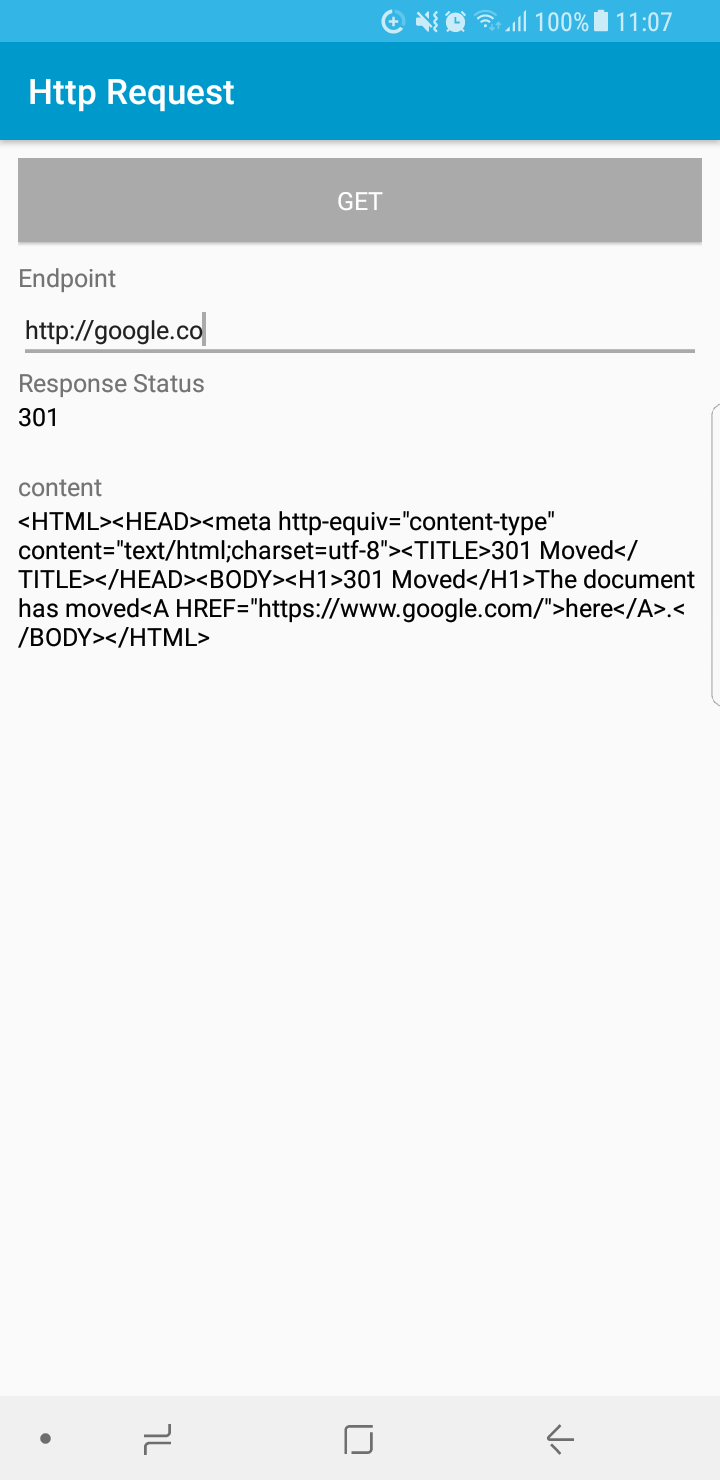 100% 11:07
Http Request
GET
Endpoint
http://google.co
Response Status
301
content
<HTML><HEAD><meta http-equiv="content-type"
content="text/html;charset=utf-8"><TITLE>301 Moved</
TITLE></HEAD><BODY><H1>301 Moved</H1>The document
has moved<A HREF="https://www.google.com/">here</A>.<
/BODY></HTML>